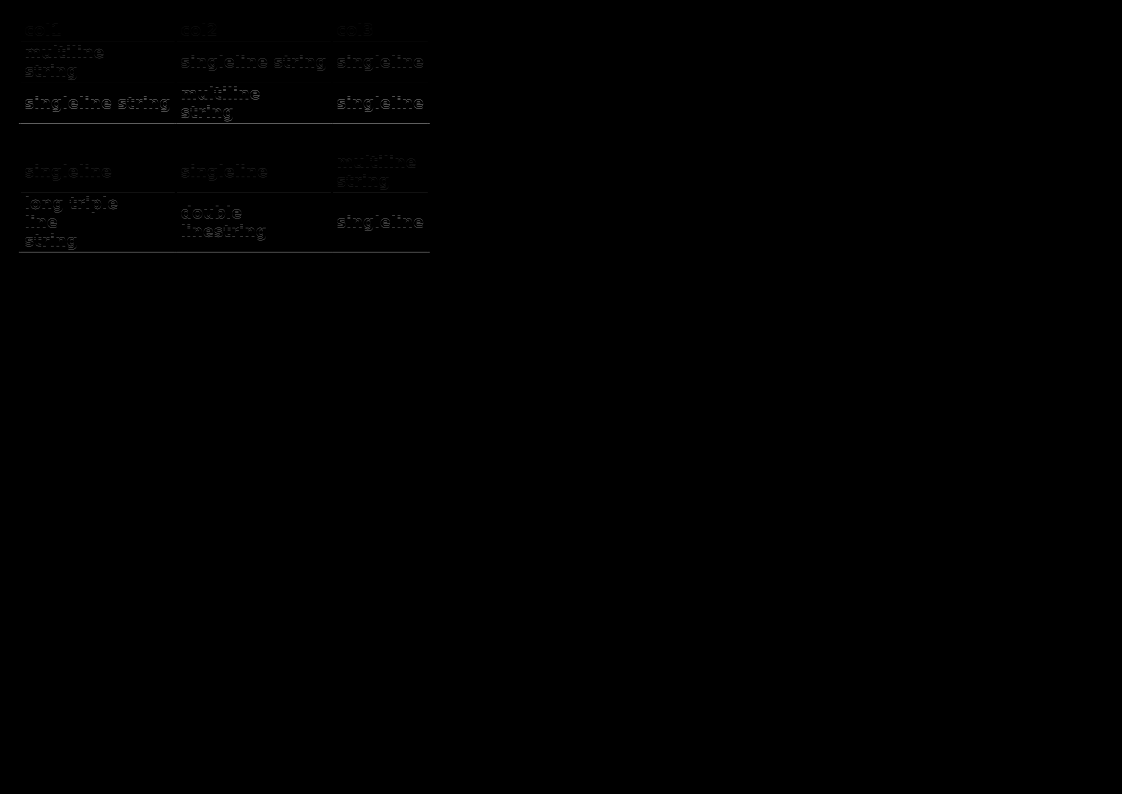 col1 col2 col3
multiline
string
singleline string singleline
singleline string
multiline
string
singleline
singleline singleline
multiline
string
long triple
line
string
double
linestring
singleline